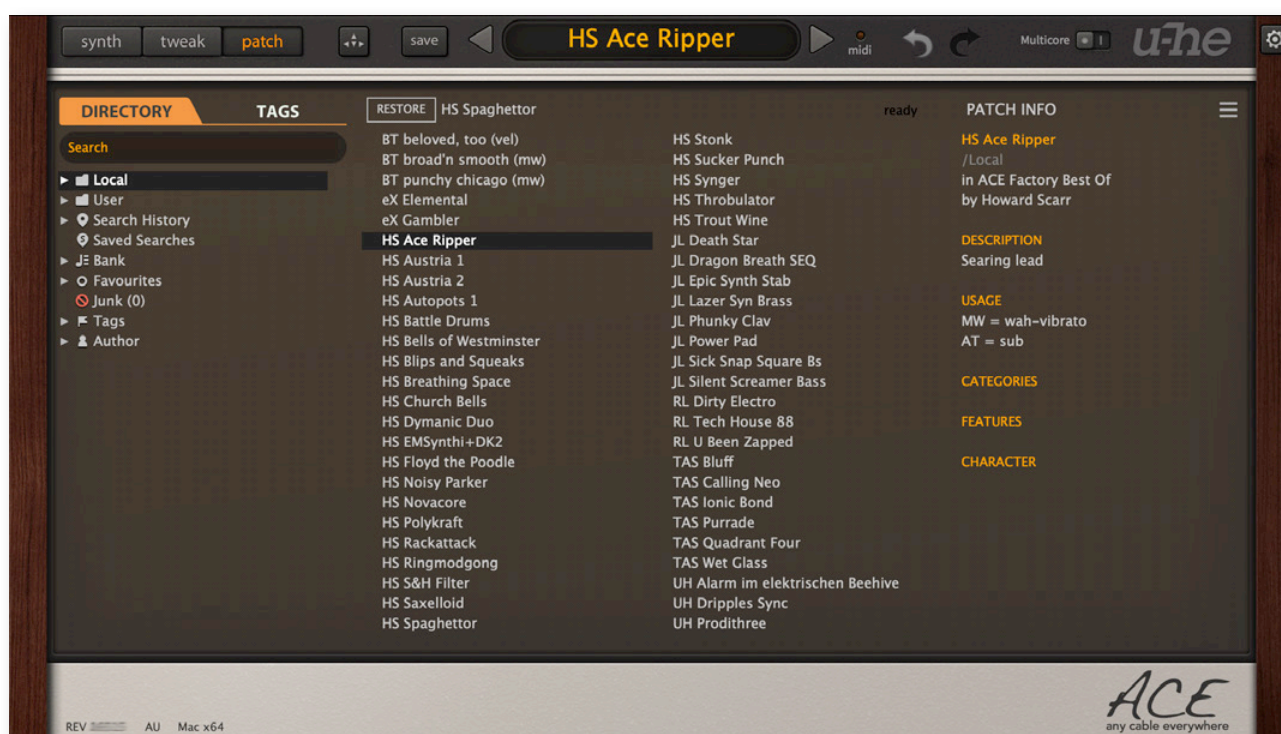 synth tweak patch save HS Ace Ripper midi Multicore u-he
DIRECTORY TAGS
Search
Local
User
Search History
Saved Searches
Bank
Favourites
Junk (0)
Tags
Author
RESTORE HS Spaghettor ready
BT beloved, too (vel)
BT broad'n smooth (mw)
BT punchy chicago (mw)
eX Elemental
eX Gambler
HS Ace Ripper
HS Austria 1
HS Austria 2
HS Autopots 1
HS Battle Drums
HS Bells of Westminster
HS Blips and Squeaks
HS Breathing Space
HS Church Bells
HS Dymanic Duo
HS EMSynthi+DK2
HS Floyd the Poodle
HS Noisy Parker
HS Novacore
HS Polykraft
HS Rackattack
HS Ringmodgong
HS S&H Filter
HS Saxelloid
HS Spaghettor
HS Stonk
HS Sucker Punch
HS Synger
HS Throbulator
HS Trout Wine
JL Death Star
JL Dragon Breath SEQ
JL Epic Synth Stab
JL Lazer Syn Brass
JL Phunky Clav
JL Power Pad
JL Sick Snap Square Bs
JL Silent Screamer Bass
RL Dirty Electro
RL Tech House 88
RL U Been Zapped
TAS Bluff
TAS Calling Neo
TAS Ionic Bond
TAS Purrade
TAS Quadrant Four
TAS Wet Glass
UH Alarm im elektrischen Beehive
UH Dripples Sync
UH Prodithree
PATCH INFO
HS Ace Ripper
/Local
in ACE Factory Best Of
by Howard Scarr
DESCRIPTION
Searing lead
USAGE
MW = wah-vibrato
AT = sub
CATEGORIES
FEATURES
CHARACTER
REV AU Mac x64
ACE
any cable everywhere